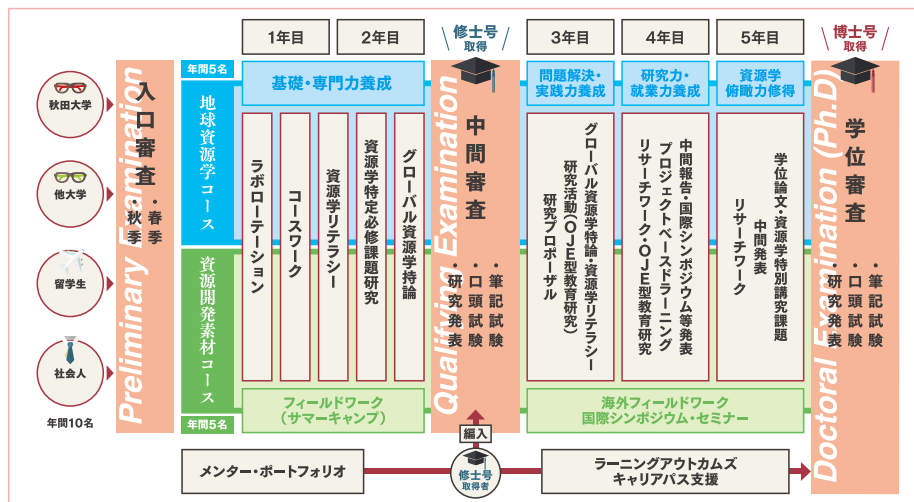 1年目
2年目
修士号
取得
3年目
4年目
5年目
博士号
取得
秋田大学
他大学
留学生
社会人
年間10名
Preliminary Examination
入口審査
・春季
・秋季
年間5名
地球資源学コース
資源開発素材コース
年間5名
基礎・専門力養成
ラボローテーション
コースワーク
資源学リテラシー
資源学特定必修課題研究
グローバル資源学特論
フィールドワーク
(サマーキャンプ)
Qualifying Examination
中間審査
・筆記試験
・口頭試験
・研究発表
問題解決・
実践力養成
グローバル資源学特論・資源学リテラシー
研究活動(OJE型教育研究)
研究プロポーザル
研究力・
就業力養成
中間報告・国際シンポジウム等発表
プロジェクトベースドラーニング
リサーチワーク・OJE型教育研究
資源学
俯瞰力修得
学位論文・資源学特別講究課題
中間発表
リサーチワーク
海外フィールドワーク
国際シンポジウム・セミナー
Doctoral Examination (Ph.D)
学位審査
・筆記試験
・口頭試験
・研究発表
編入
メンター・ポートフォリオ
修士号
取得者
ラーニングアウトカムズ
キャリアパス支援